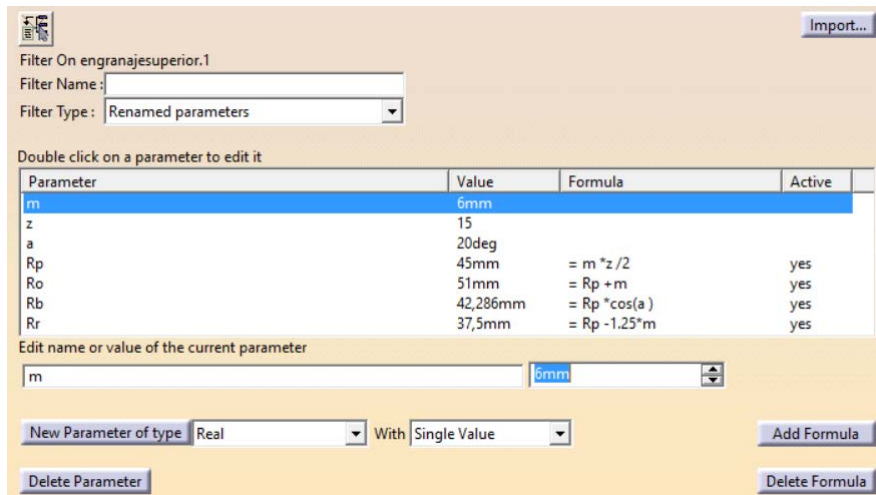 Import...
Filter On engranajesuperior.1
Filter Name :
Filter Type : Renamed parameters
Double click on a parameter to edit it
Parameter Value Formula Active
m 6mm
z 15
a 20deg
Rp 45mm = m *z /2 yes
Ro 51mm = Rp +m yes
Rb 42,286mm = Rp *cos(a ) yes
Rr 37,5mm = Rp -1.25*m yes
Edit name or value of the current parameter
m 6mm
New Parameter of type Real With Single Value Add Formula
Delete Parameter Delete Formula